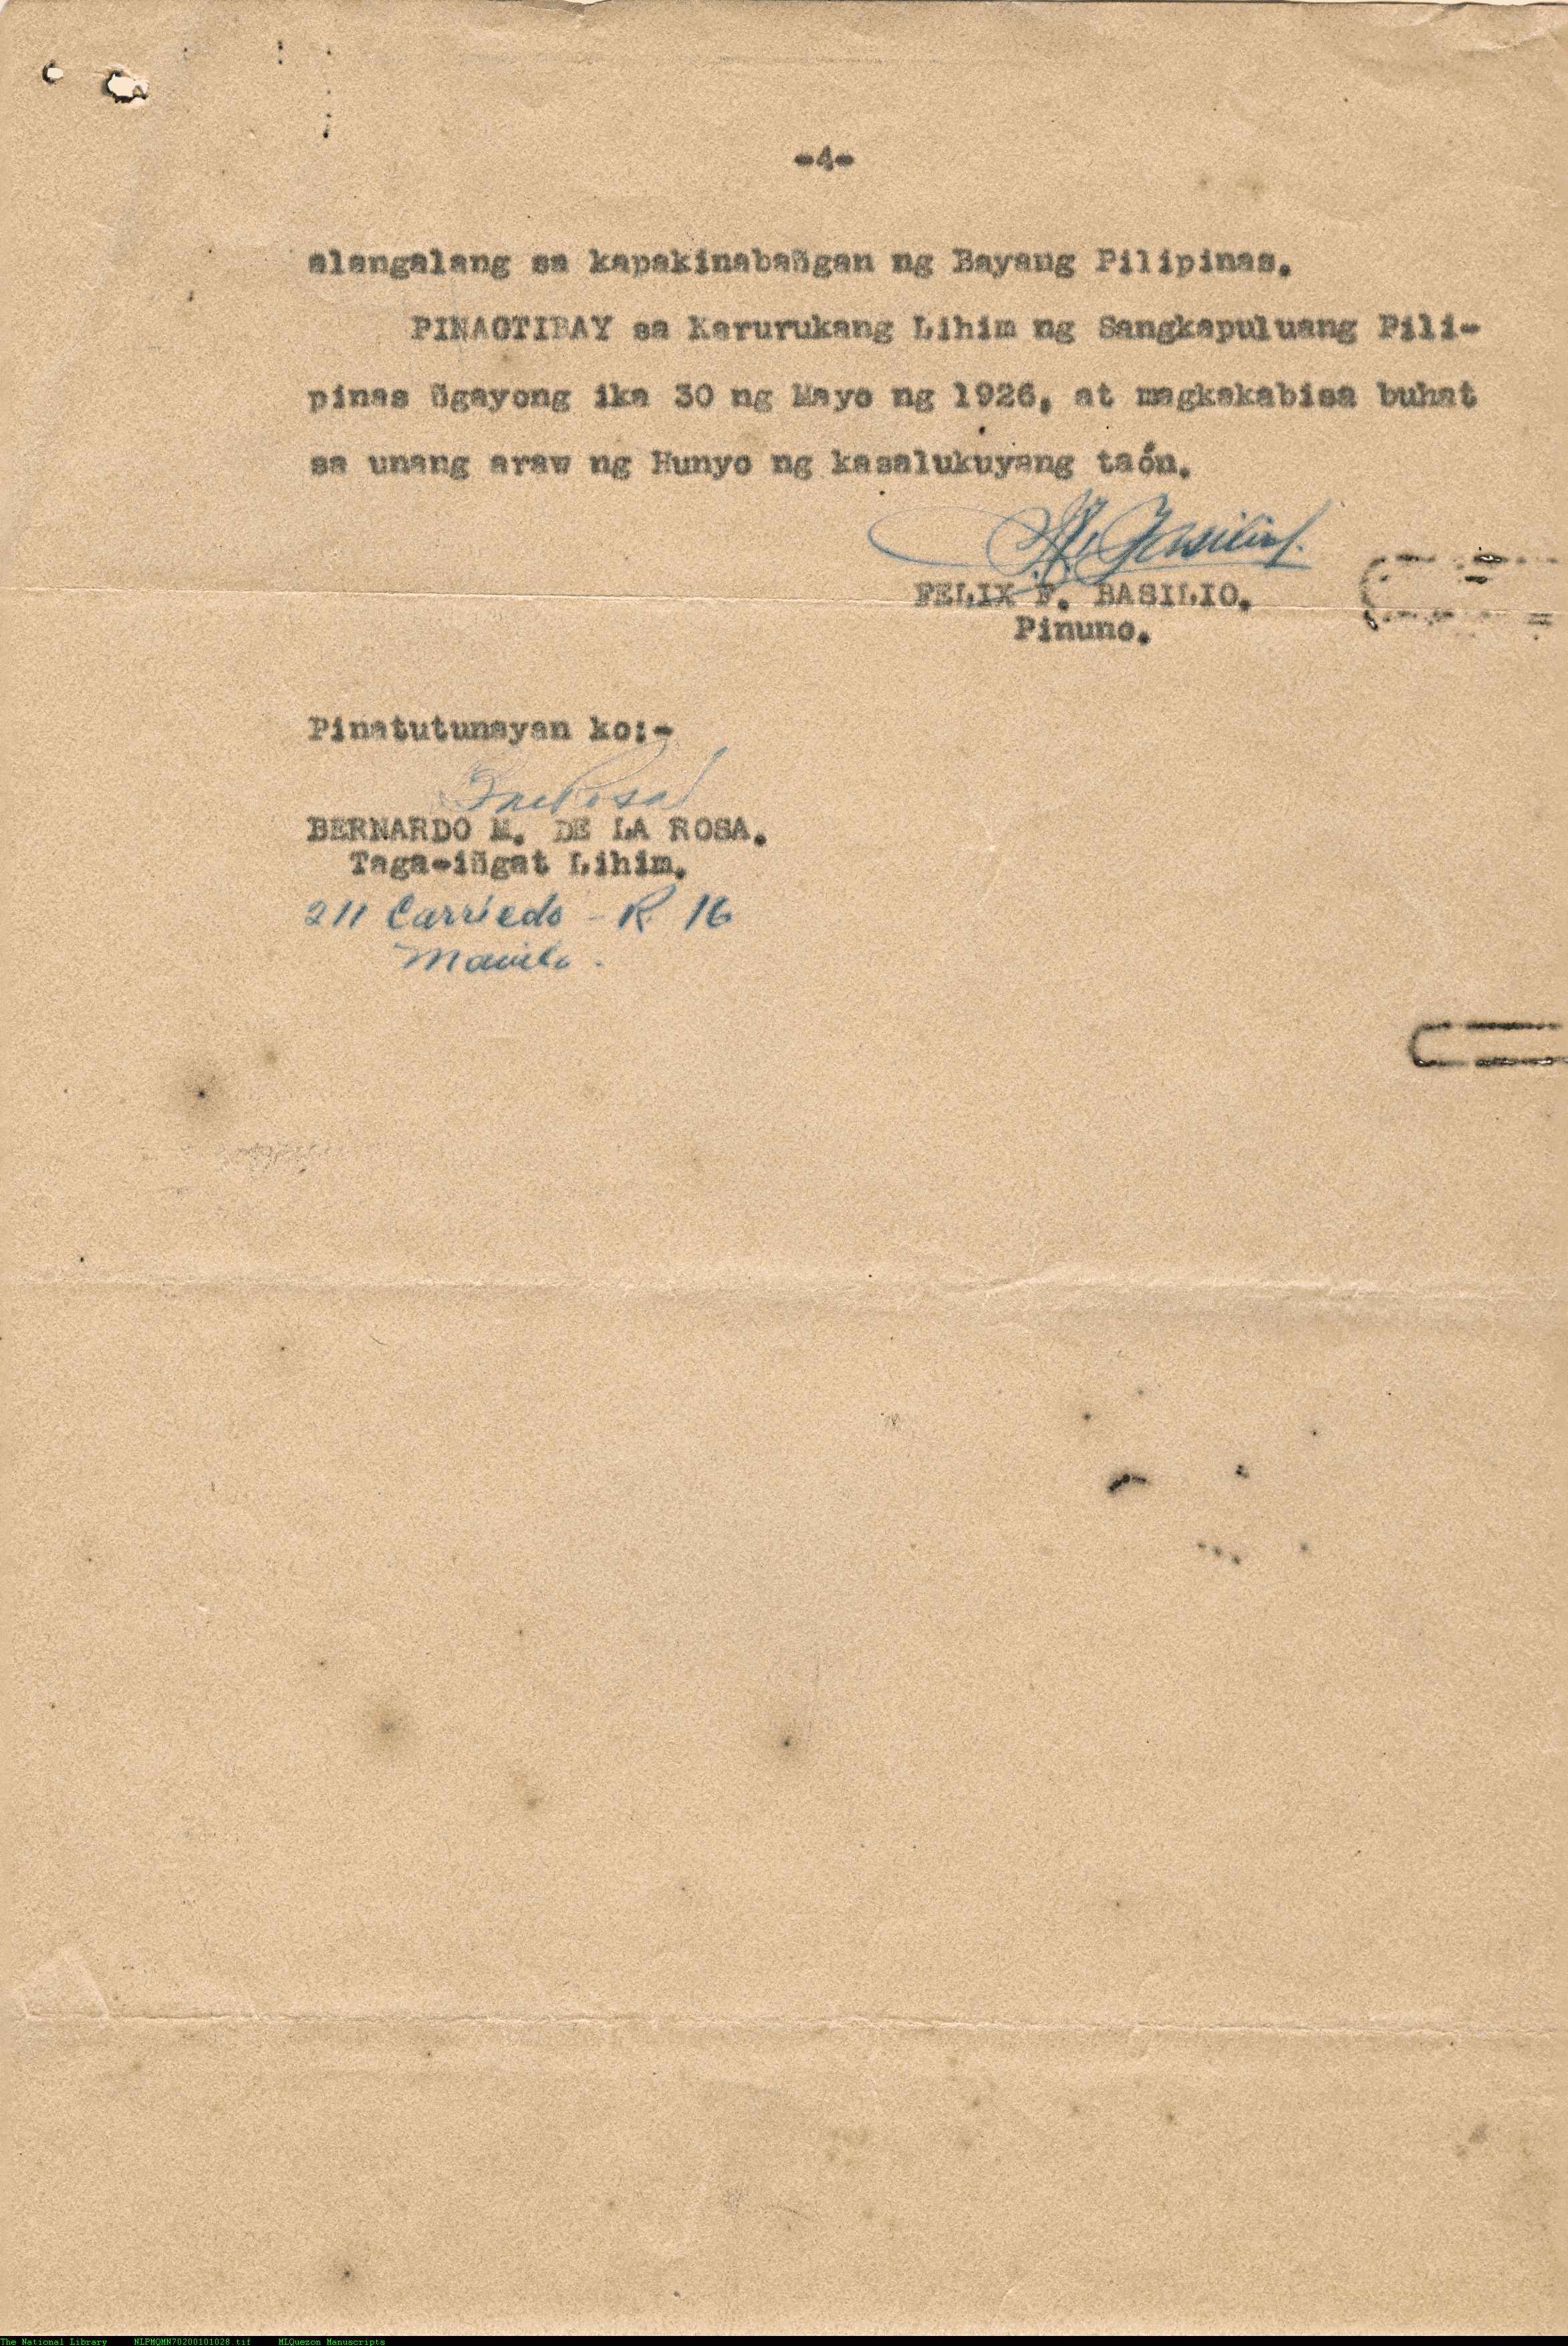 -4-
alangalang sa kapakinabañgan ng Bayang Pilipinas.
PINAGTIBAY sa Karurukang Lihim ng Sangkapuluang Pili-
pinas ñgayong ika 30 ng Mayo ng 1926, at magkakabisa buhat
sa unang araw ng Hunyo ng kasalukuyang taón.
FELIX F. BASILIO.
Pinuno.
Pinatutunayan ko:-
BERNARDO M. DE LA ROSA.
Taga-iñgat Lihim.
211 Carriedo - R. 16
Manila.
The National Library NLPMQMN70200101028.tif MLQuezon Manuscripts